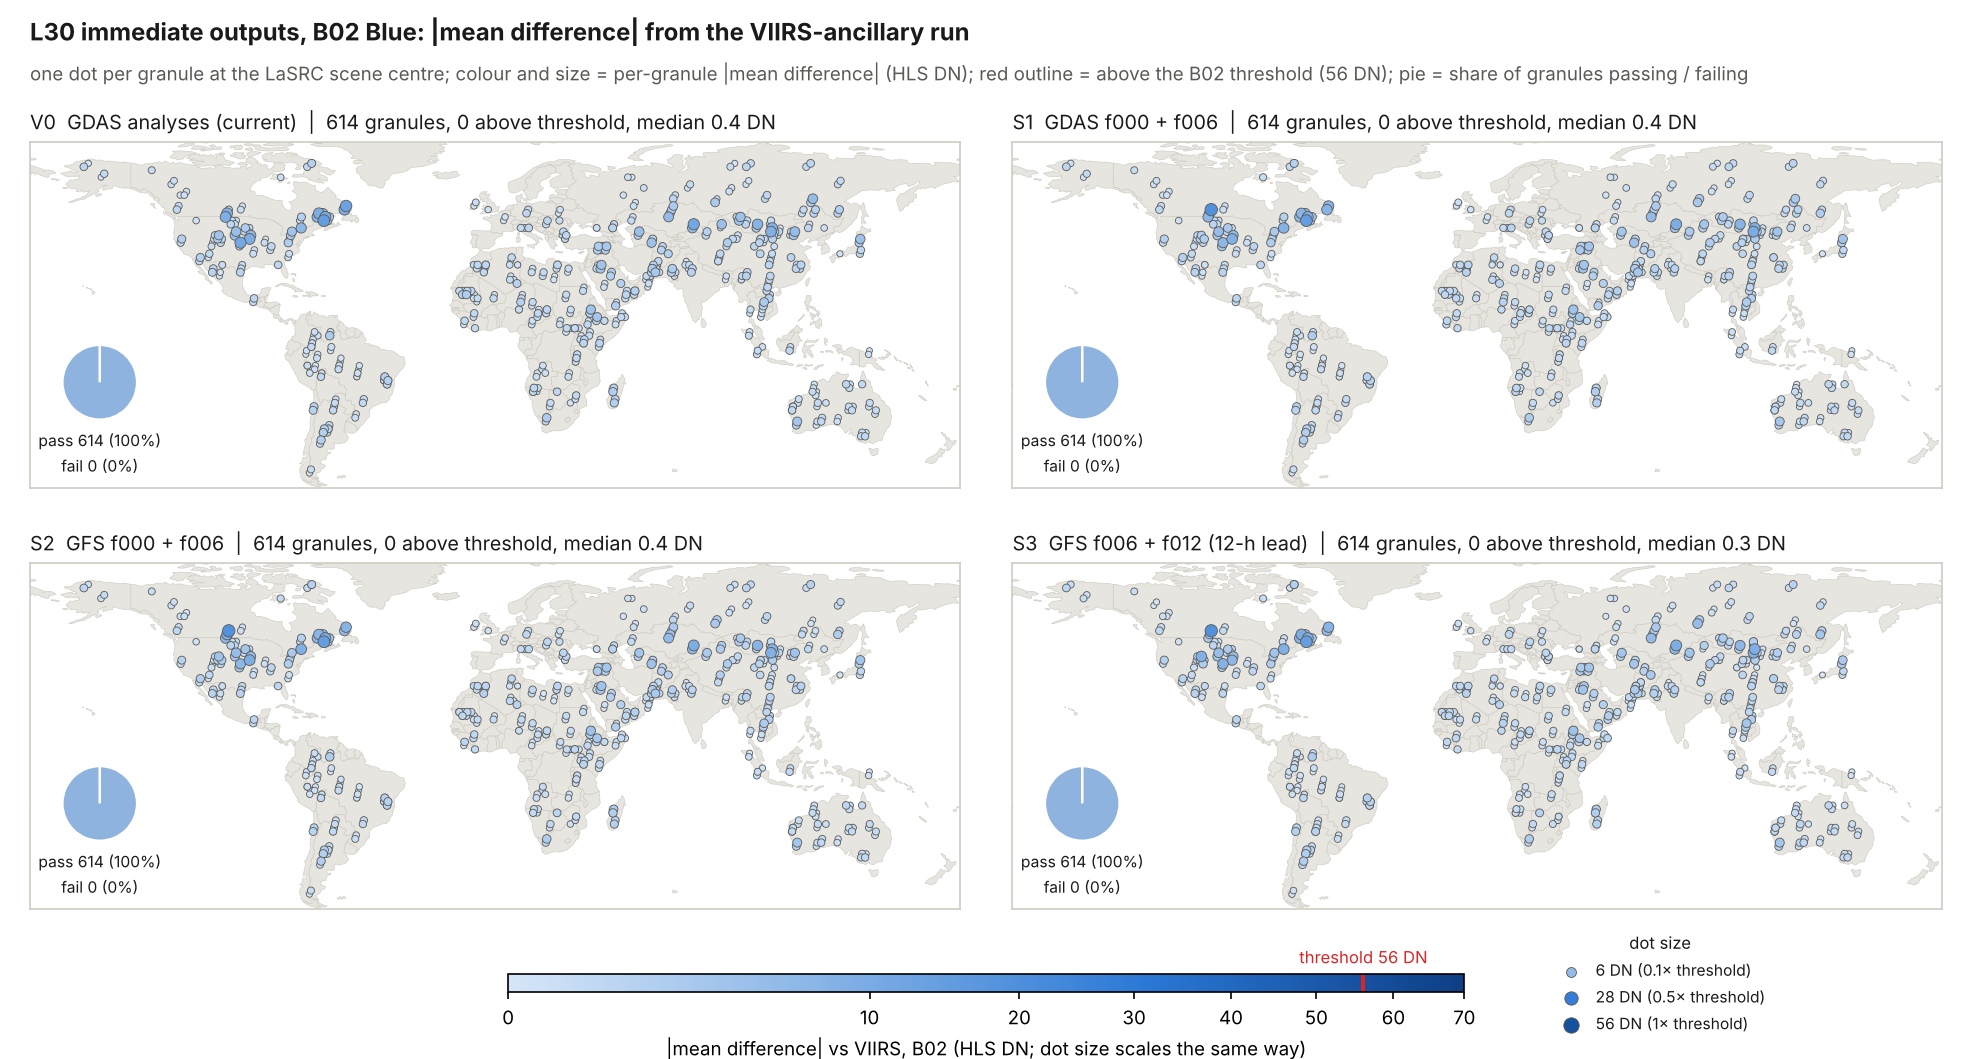 L30 immediate outputs, B02 Blue: |mean difference| from the VIIRS-ancillary run
one dot per granule at the LaSRC scene centre; colour and size = per-granule |mean difference| (HLS DN); red outline = above the B02 threshold (56 DN); pie = share of granules passing / failing
V0 GDAS analyses (current) | 614 granules, 0 above threshold, median 0.4 DN
pass 614 (100%)
fail 0 (0%)
S1 GDAS f000 + f006 | 614 granules, 0 above threshold, median 0.4 DN
pass 614 (100%)
fail 0 (0%)
S2 GFS f000 + f006 | 614 granules, 0 above threshold, median 0.4 DN
pass 614 (100%)
fail 0 (0%)
S3 GFS f006 + f012 (12-h lead) | 614 granules, 0 above threshold, median 0.3 DN
pass 614 (100%)
fail 0 (0%)
threshold 56 DN
0 10 20 30 40 50 60 70
|mean difference| vs VIIRS, B02 (HLS DN; dot size scales the same way)
dot size
6 DN (0.1× threshold)
28 DN (0.5× threshold)
56 DN (1× threshold)